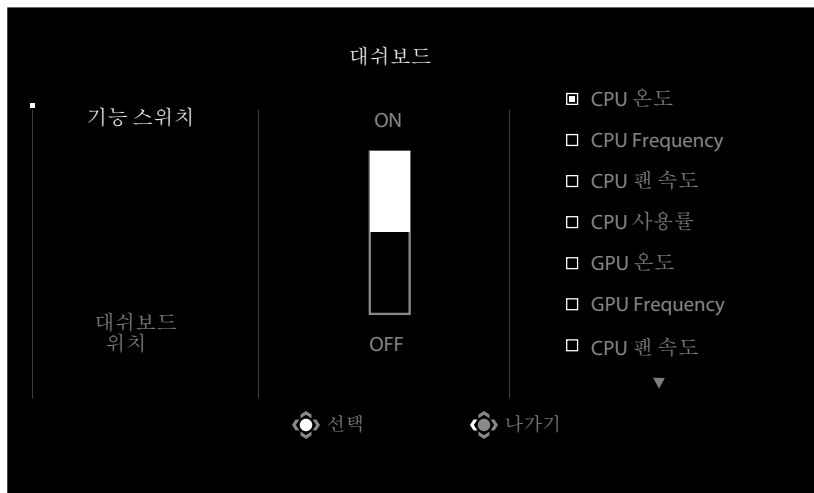 대쉬보드
기능 스위치
대쉬보드
위치
ON
OFF
CPU 온도
CPU Frequency
CPU 팬 속도
CPU 사용률
GPU 온도
GPU Frequency
CPU 팬 속도
선택
나가기